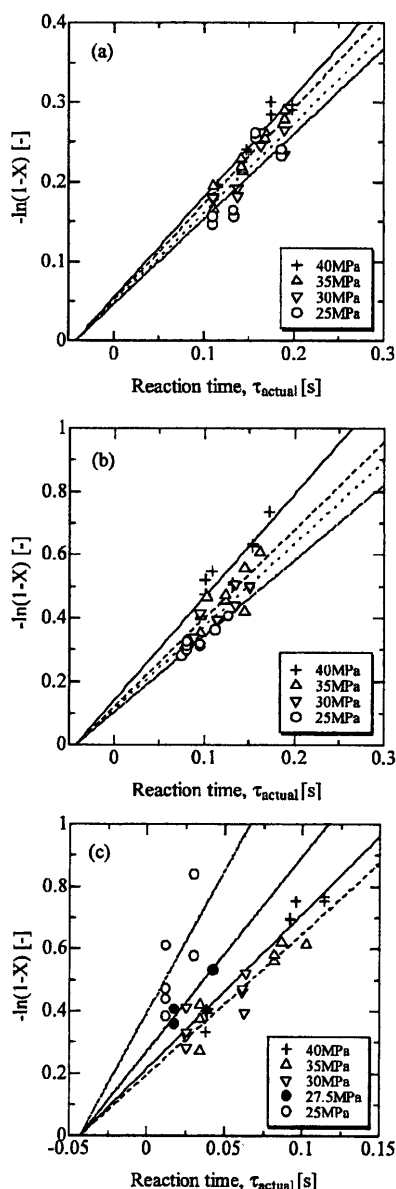 (a)
-ln(1-X) [-]
0.4
0.3
0.2
0.1
0
0 0.1 0.2 0.3
+ 40MPa
△ 35MPa
▽ 30MPa
○ 25MPa
Reaction time, τactual [s]
(b)
-ln(1-X) [-]
1
0.8
0.6
0.4
0.2
0
0 0.1 0.2 0.3
+ 40MPa
△ 35MPa
▽ 30MPa
○ 25MPa
Reaction time, τactual [s]
(c)
-ln(1-X) [-]
1
0.8
0.6
0.4
0.2
0
-0.05 0 0.05 0.1 0.15
+ 40MPa
△ 35MPa
▽ 30MPa
● 27.5MPa
○ 25MPa
Reaction time, τactual [s]